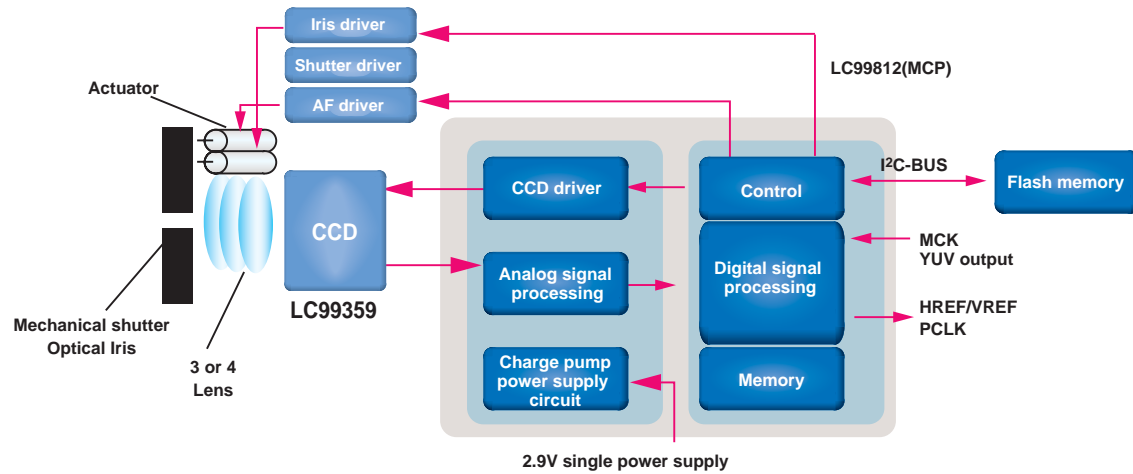 Iris driver
Shutter driver
AF driver
LC99812(MCP)
Actuator
CCD driver
Control
I²C-BUS
Flash memory
CCD
LC99359
Analog signal
processing
Digital signal
processing
MCK
YUV output
HREF/VREF
PCLK
Mechanical shutter
Optical Iris
3 or 4
Lens
Charge pump
power supply
circuit
Memory
2.9V single power supply